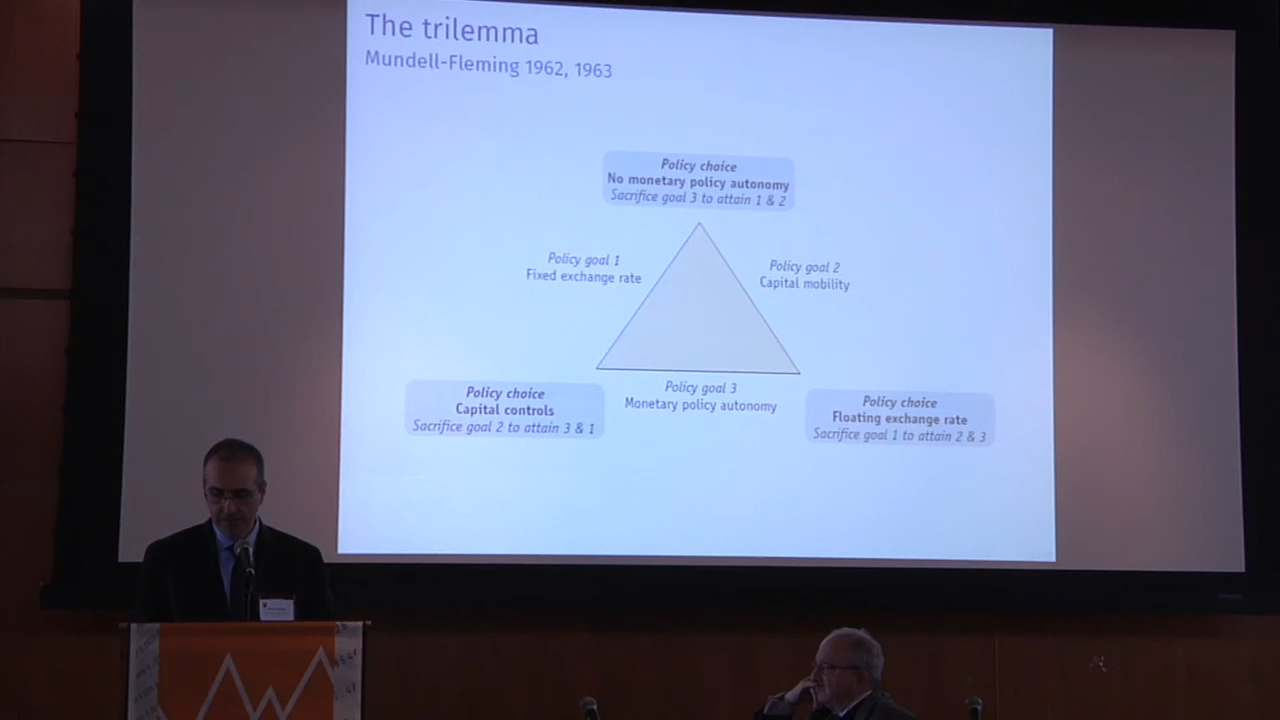 The trilemma
Mundell-Fleming 1962, 1963
Policy choice
No monetary policy autonomy
Sacrifice goal 3 to attain 1 & 2
Policy goal 1
Fixed exchange rate
Policy goal 2
Capital mobility
Policy choice
Capital controls
Sacrifice goal 2 to attain 3 & 1
Policy goal 3
Monetary policy autonomy
Policy choice
Floating exchange rate
Sacrifice goal 1 to attain 2 & 3